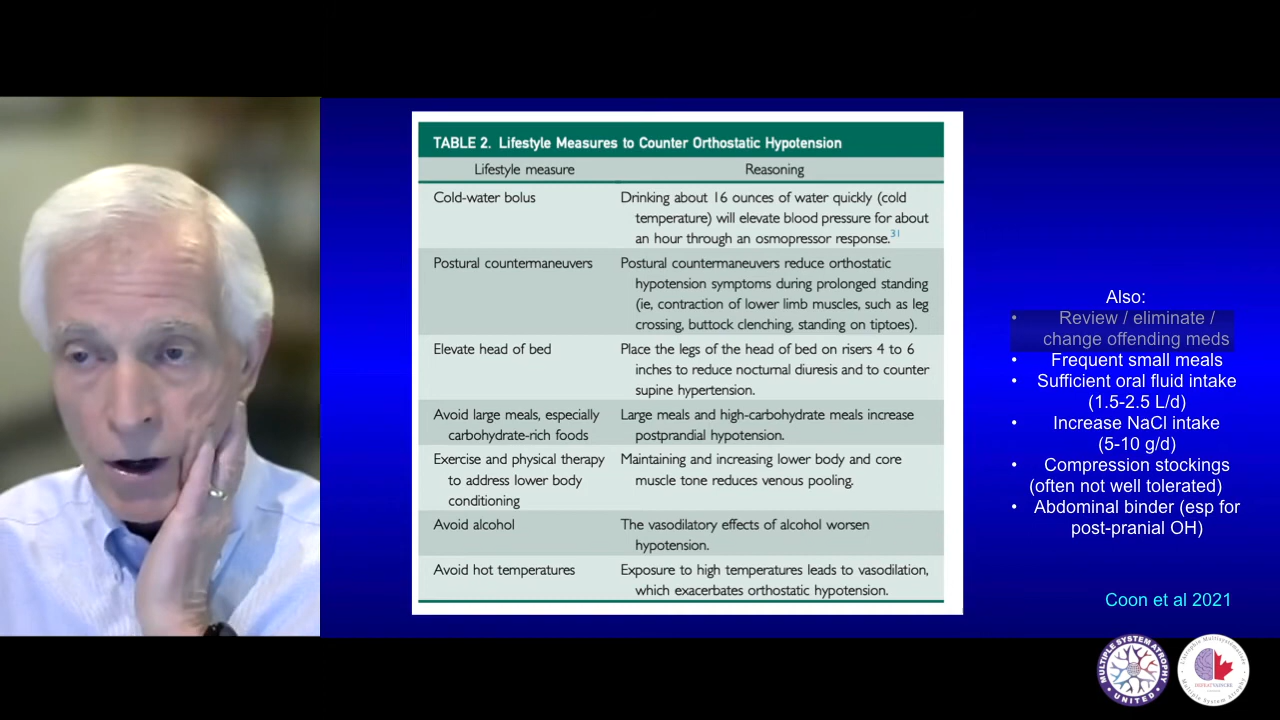 TABLE 2. Lifestyle Measures to Counter Orthostatic Hypotension
Lifestyle measure Reasoning
Cold-water bolus
Drinking about 16 ounces of water quickly (cold
temperature) will elevate blood pressure for about
an hour through an osmopressor response.31
Postural countermaneuvers
Postural countermaneuvers reduce orthostatic
hypotension symptoms during prolonged standing
(ie, contraction of lower limb muscles, such as leg
crossing, buttock clenching, standing on tiptoes).
Elevate head of bed
Place the legs of the head of bed on risers 4 to 6
inches to reduce nocturnal diuresis and to counter
supine hypertension.
Avoid large meals, especially
carbohydrate-rich foods
Large meals and high-carbohydrate meals increase
postprandial hypotension.
Exercise and physical therapy
to address lower body
conditioning
Maintaining and increasing lower body and core
muscle tone reduces venous pooling.
Avoid alcohol
The vasodilatory effects of alcohol worsen
hypotension.
Avoid hot temperatures
Exposure to high temperatures leads to vasodilation,
which exacerbates orthostatic hypotension.
Also:
• Review / eliminate /
change offending meds
• Frequent small meals
• Sufficient oral fluid intake
(1.5-2.5 L/d)
• Increase NaCl intake
(5-10 g/d)
• Compression stockings
(often not well tolerated)
• Abdominal binder (esp for
post-pranial OH)
Coon et al 2021
MULTIPLE SYSTEM ATROPHY
UNITED
Multiple System Atrophy